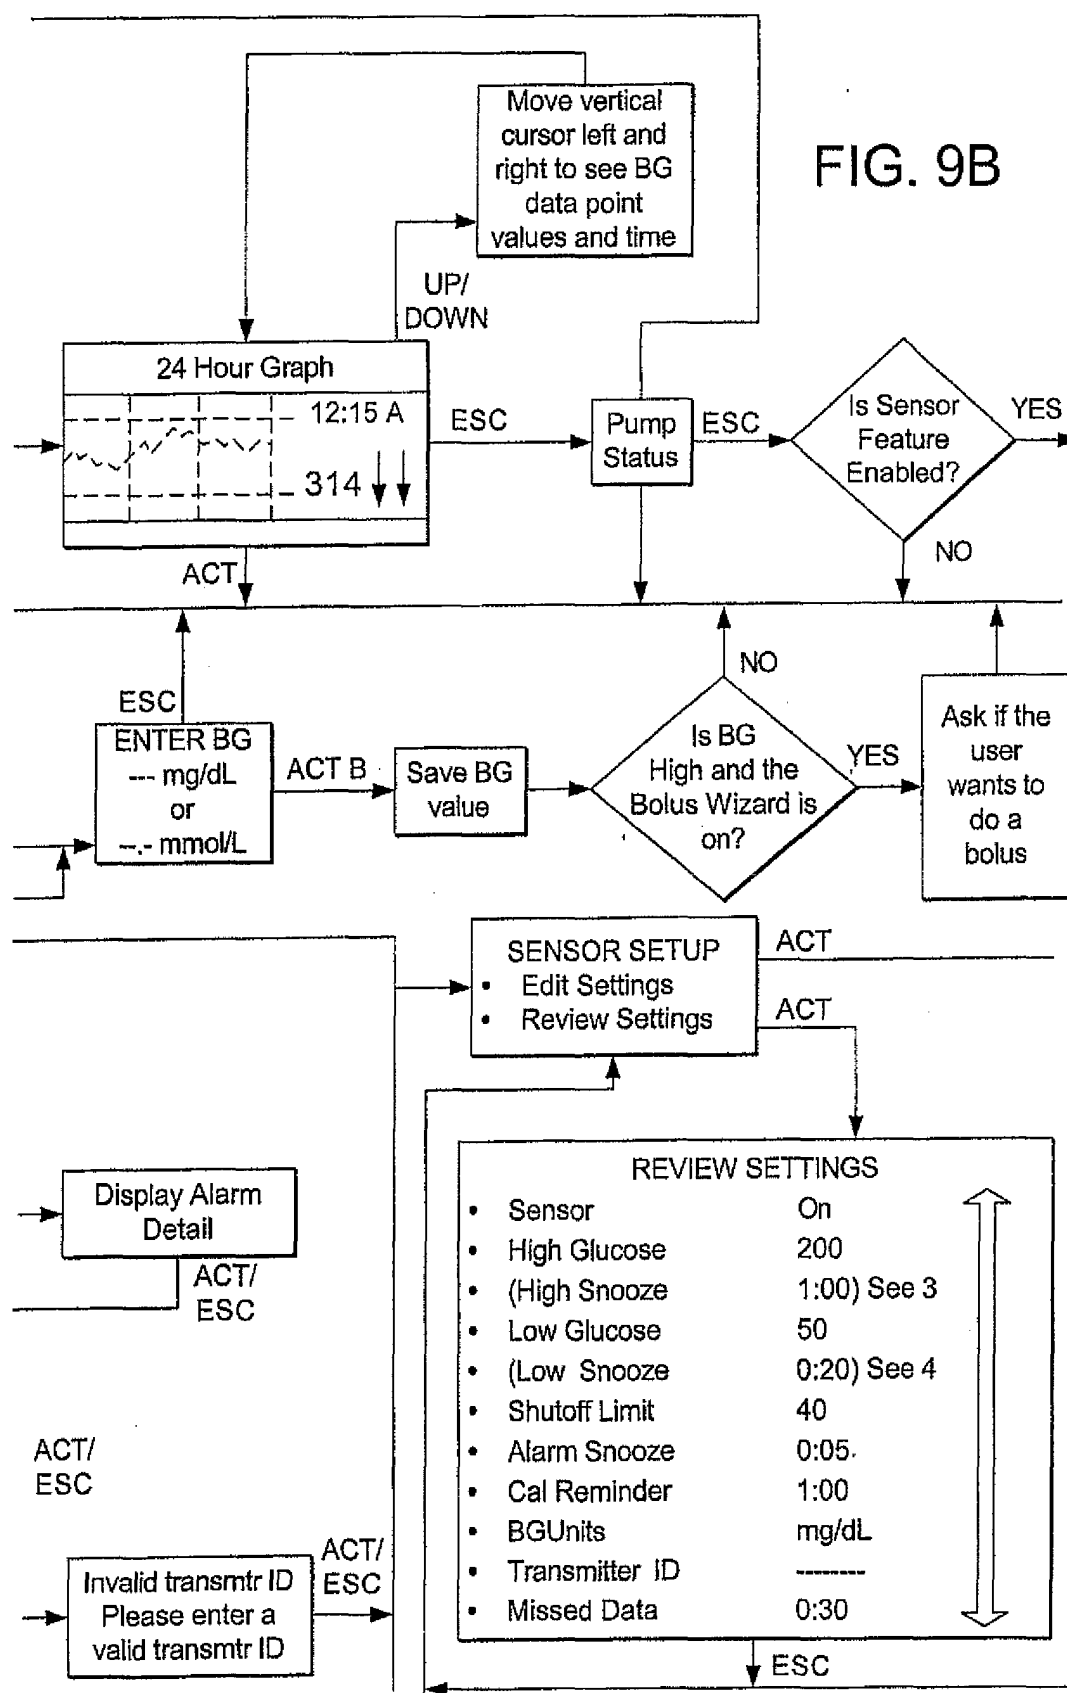 Move vertical
cursor left and
right to see BG
data point
values and time
FIG. 9B
UP/
DOWN
24 Hour Graph
12:15 A
314
ESC
Pump
Status
ESC
Is Sensor
Feature
Enabled?
YES
NO
ACT
ESC
ENTER BG
--- mg/dL
or
--.- mmol/L
ACT B
Save BG
value
NO
Is BG
High and the
Bolus Wizard is
on?
YES
Ask if the
user
wants to
do a
bolus
SENSOR SETUP
• Edit Settings
• Review Settings
ACT
ACT
Display Alarm
Detail
ACT/
ESC
ACT/
ESC
Invalid transmtr ID
Please enter a
valid transmtr ID
ACT/
ESC
REVIEW SETTINGS
• Sensor On
• High Glucose 200
• (High Snooze 1:00) See 3
• Low Glucose 50
• (Low Snooze 0:20) See 4
• Shutoff Limit 40
• Alarm Snooze 0:05
• Cal Reminder 1:00
• BGUnits mg/dL
• Transmitter ID --------
• Missed Data 0:30
ESC